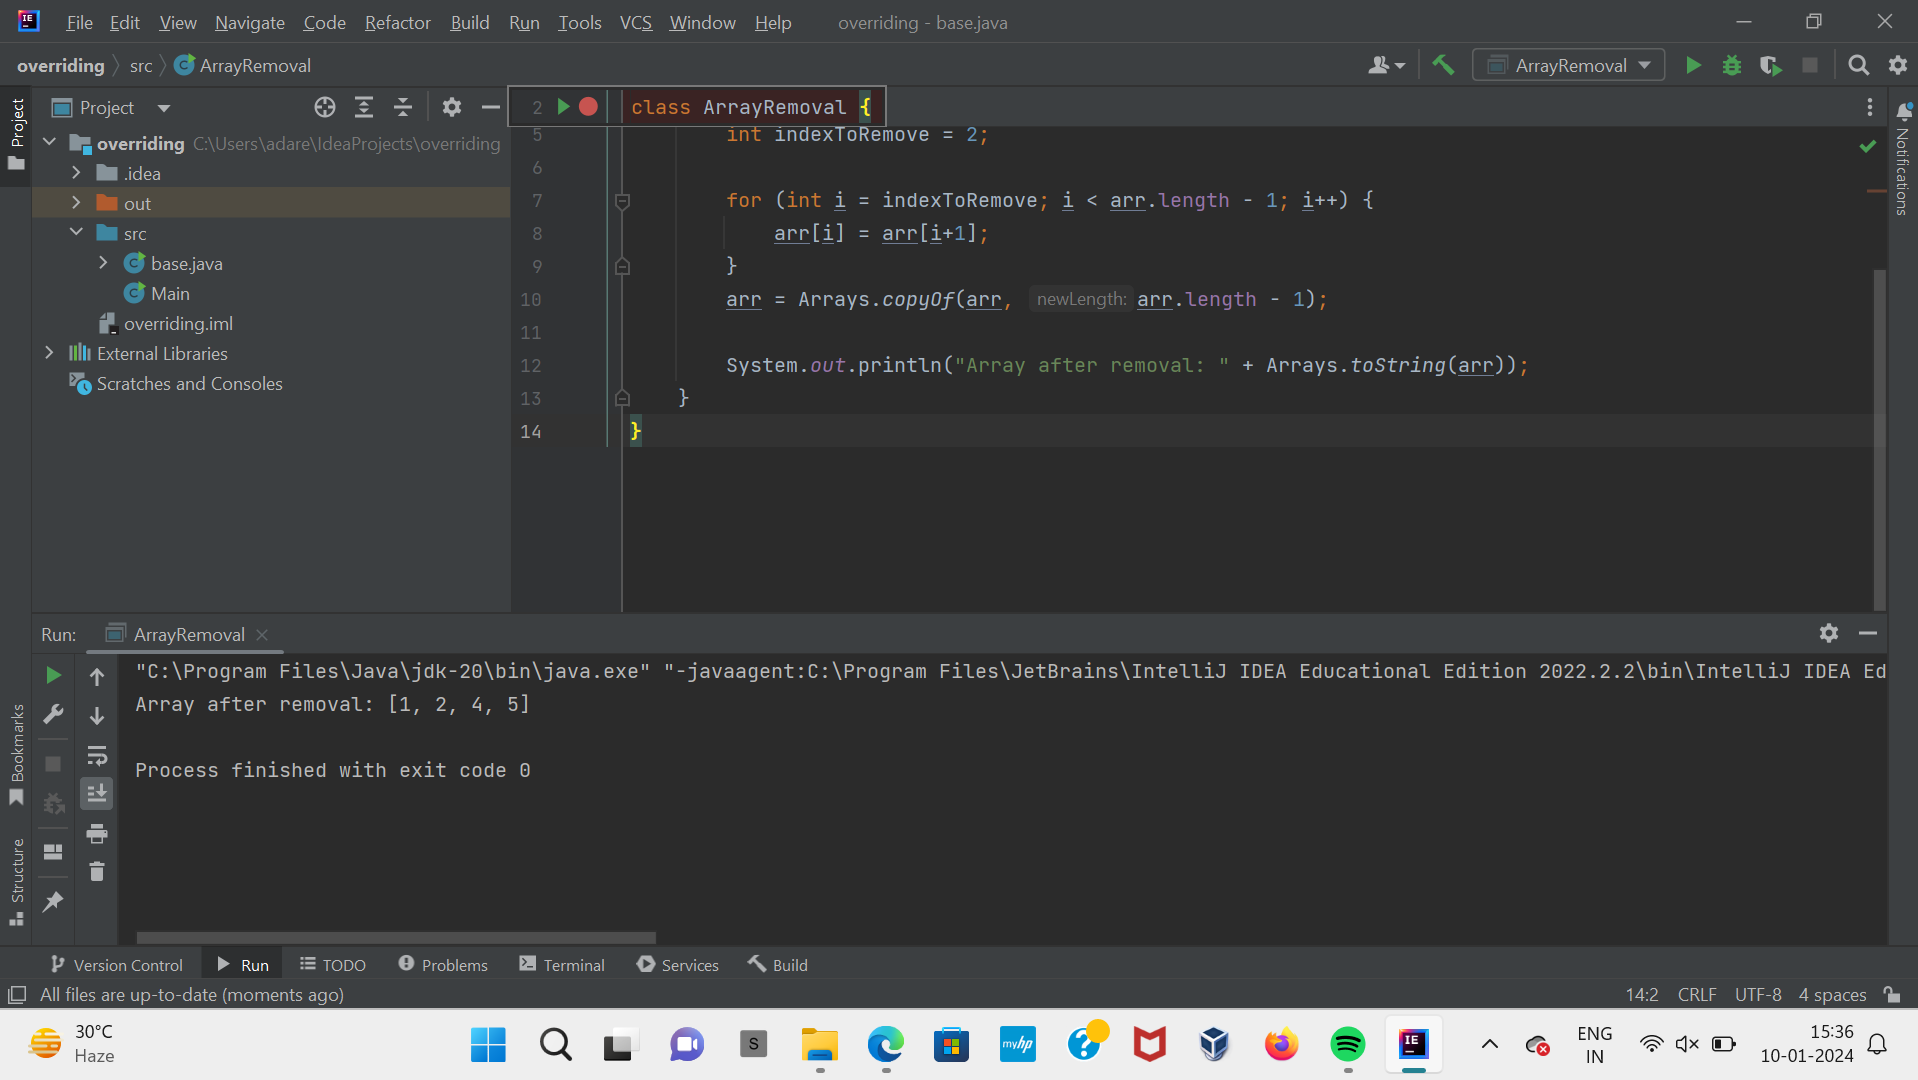 File Edit View Navigate Code Refactor Build Run Tools VCS Window Help overriding - base.java
overriding src ArrayRemoval
ArrayRemoval
Project
Project
overriding C:\Users\adare\IdeaProjects\overriding
.idea
out
src
base.java
Main
overriding.iml
External Libraries
Scratches and Consoles
2 class ArrayRemoval {
5 int indexToRemove = 2;
6
7 for (int i = indexToRemove; i < arr.length - 1; i++) {
8 arr[i] = arr[i+1];
9 }
10 arr = Arrays.copyOf(arr, newLength: arr.length - 1);
11
12 System.out.println("Array after removal: " + Arrays.toString(arr));
13 }
14 }
Notifications
Run: ArrayRemoval
"C:\Program Files\Java\jdk-20\bin\java.exe" "-javaagent:C:\Program Files\JetBrains\IntelliJ IDEA Educational Edition 2022.2.2\bin\IntelliJ IDEA Ed
Array after removal: [1, 2, 4, 5]
Process finished with exit code 0
Bookmarks
Structure
Version Control Run TODO Problems Terminal Services Build
All files are up-to-date (moments ago) 14:2 CRLF UTF-8 4 spaces
30°C
Haze
S
myhp
IE
ENG
IN
15:36
10-01-2024